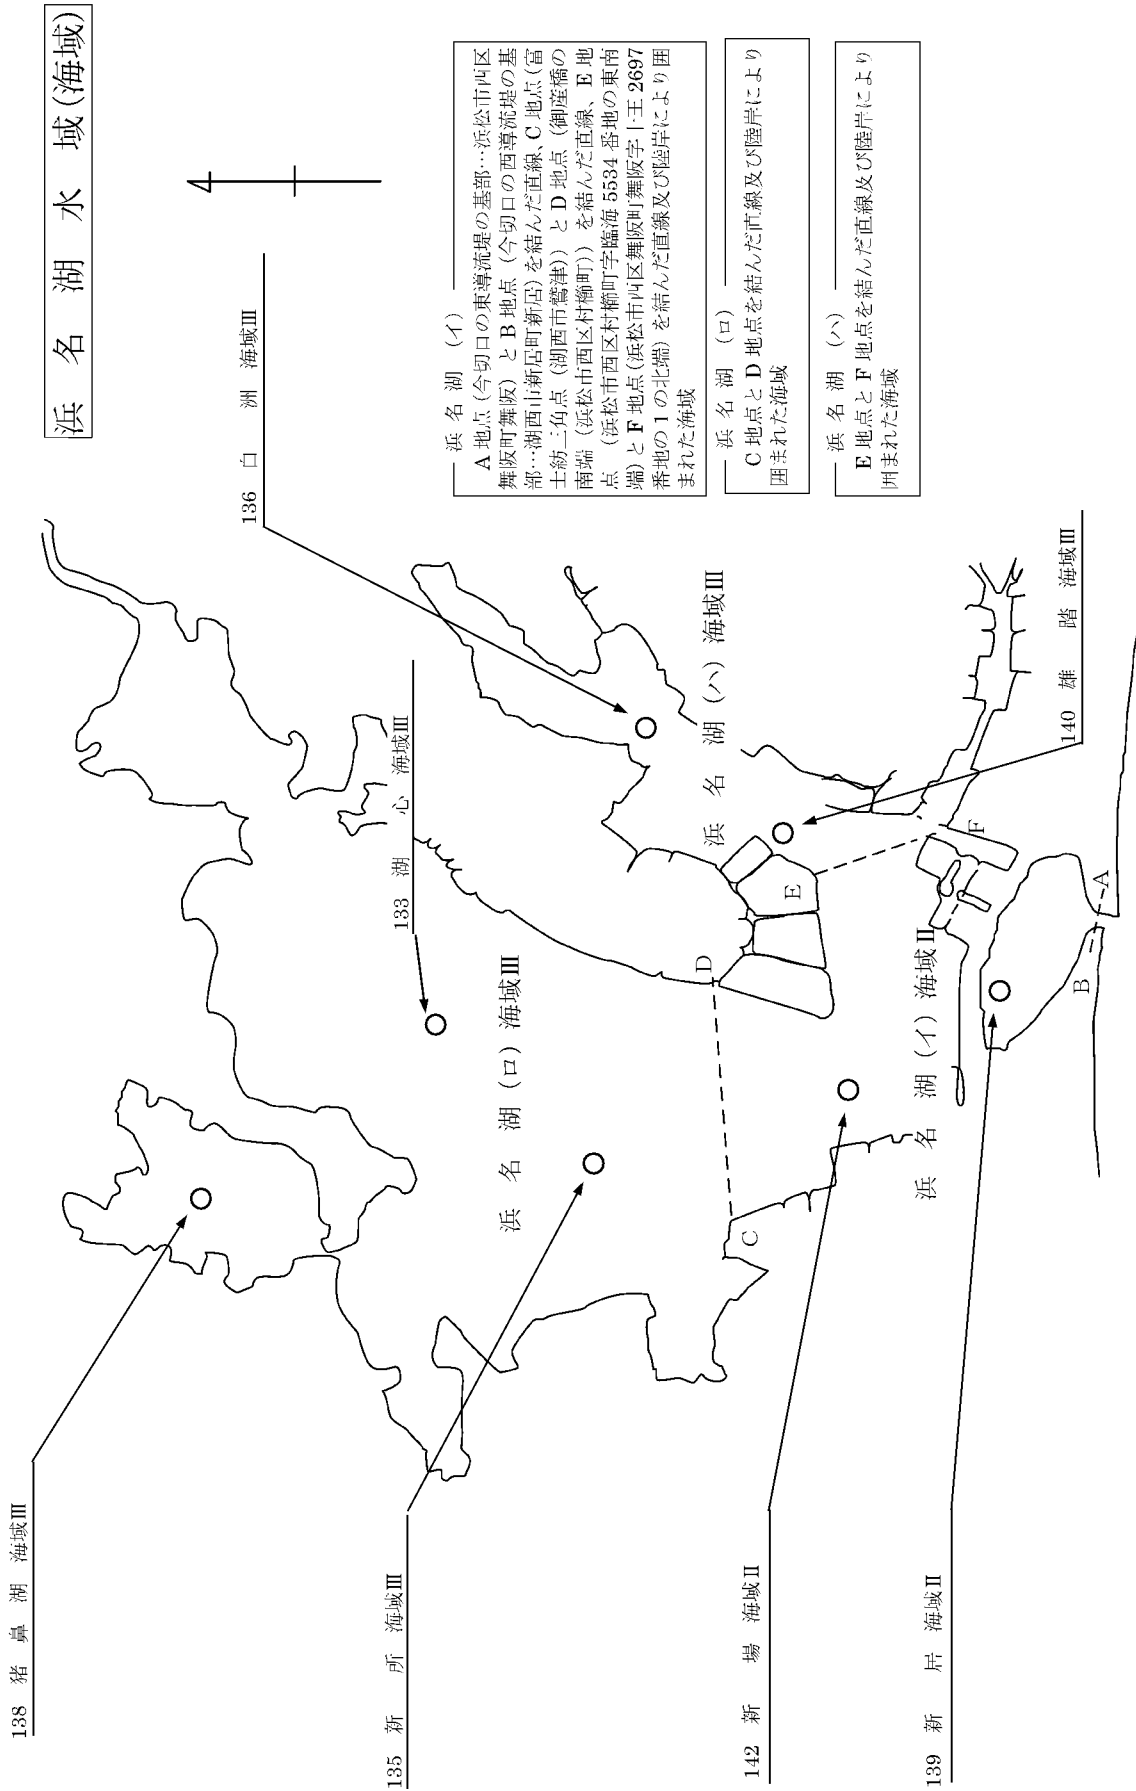 浜名湖水域(海域)
138 猪鼻湖 海域Ⅲ
135 新所 海域Ⅲ
142 新場 海域Ⅱ
139 新居 海域Ⅱ
133 湖心 海域Ⅲ
136 白洲 海域Ⅲ
140 雄踏 海域Ⅲ
浜名湖(ロ)海域Ⅲ
浜名湖(イ)海域Ⅱ
浜名湖(ハ)海域Ⅲ
A
B
C
D
E
F
浜名湖(イ)
A地点(今切口の東導流堤の基部…浜松市西区
舞阪町舞阪)とB地点(今切口の西導流堤の基
部…湖西市新居町新居)を結んだ直線、C地点(富
士紡三角点(湖西市鷲津))とD地点(御産橋の
南端(浜松市西区村櫛町))を結んだ直線、E地
点(浜松市西区村櫛町字臨海5534番地の東南
端)とF地点(浜松市西区舞阪町舞阪字十王2697
番地の1の北端)を結んだ直線及び陸岸により囲
まれた海域
浜名湖(ロ)
C地点とD地点を結んだ直線及び陸岸により
囲まれた海域
浜名湖(ハ)
E地点とF地点を結んだ直線及び陸岸により
囲まれた海域